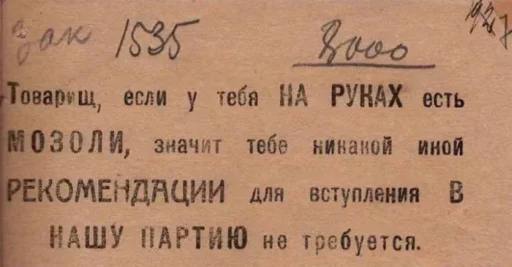 зак 1535 3000 1927
Товарищ, если у тебя НА РУКАХ есть
МОЗОЛИ, значит тебе никакой иной
РЕКОМЕНДАЦИИ для вступления В
НАШУ ПАРТИЮ не требуется.